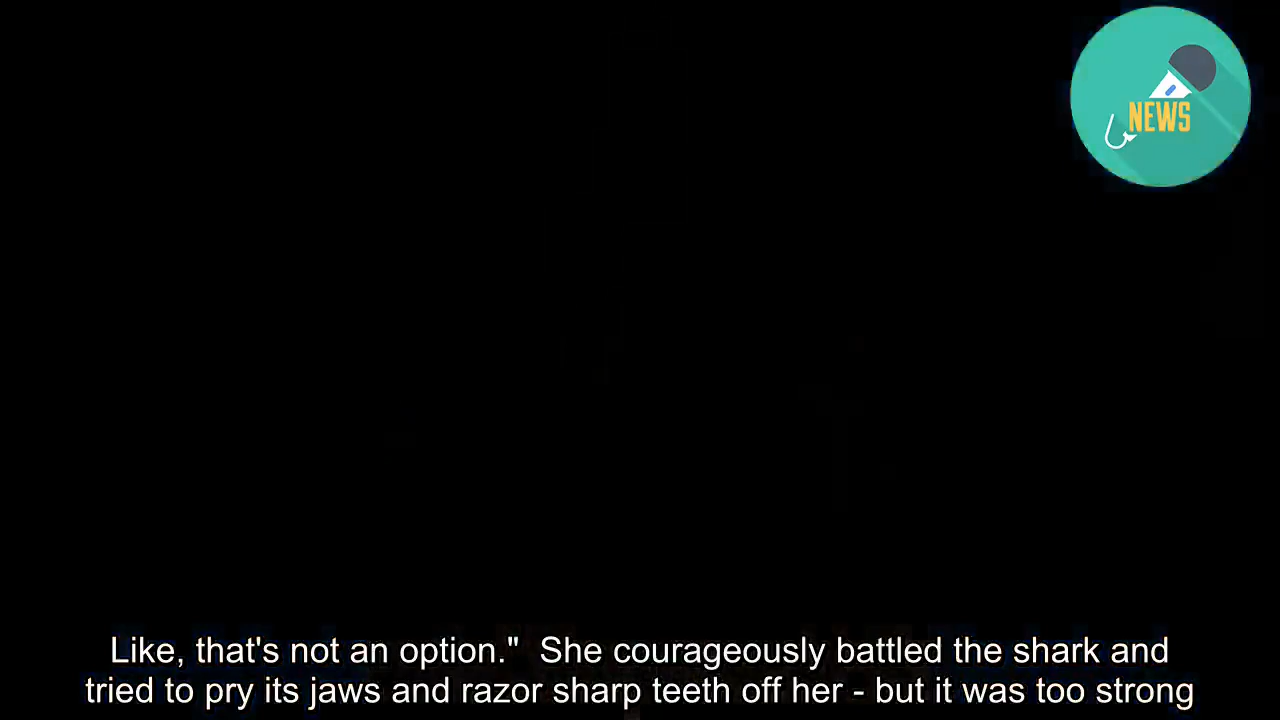 NEWS
Like, that's not an option."  She courageously battled the shark and
tried to pry its jaws and razor sharp teeth off her - but it was too strong